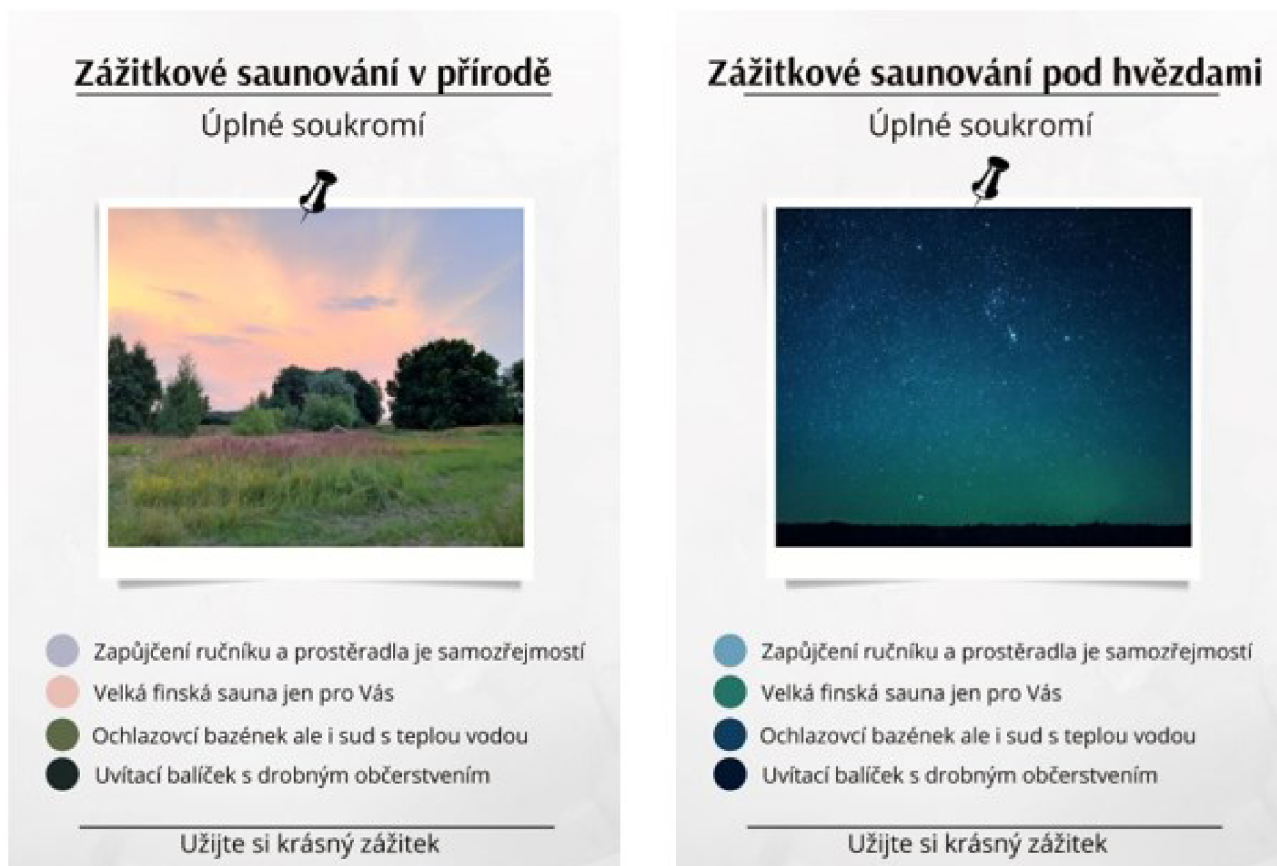 Zážitkové saunování v přírodě
Úplné soukromí
Zapůjčení ručníku a prostěradla je samozřejmostí
Velká finská sauna jen pro Vás
Ochlazovcí bazének ale i sud s teplou vodou
Uvítací balíček s drobným občerstvením
Užijte si krásný zážitek
Zážitkové saunování pod hvězdami
Úplné soukromí
Zapůjčení ručníku a prostěradla je samozřejmostí
Velká finská sauna jen pro Vás
Ochlazovcí bazének ale i sud s teplou vodou
Uvítací balíček s drobným občerstvením
Užijte si krásný zážitek